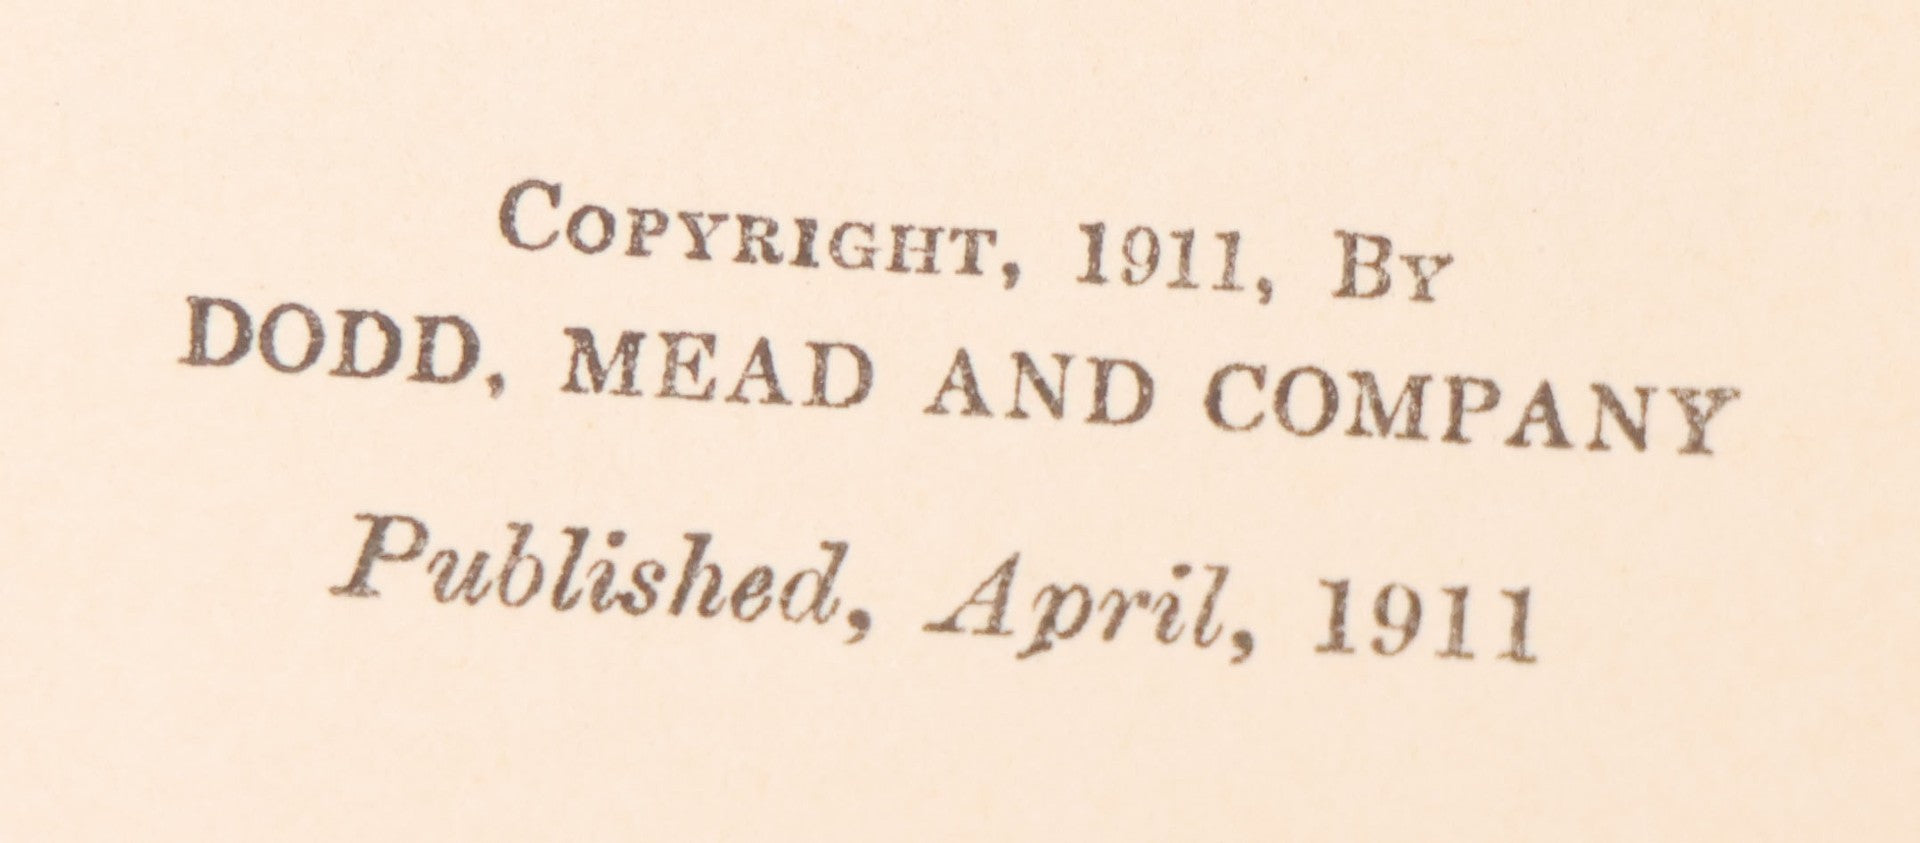 Copyright, 1911, By
DODD, MEAD AND COMPANY
Published, April, 1911